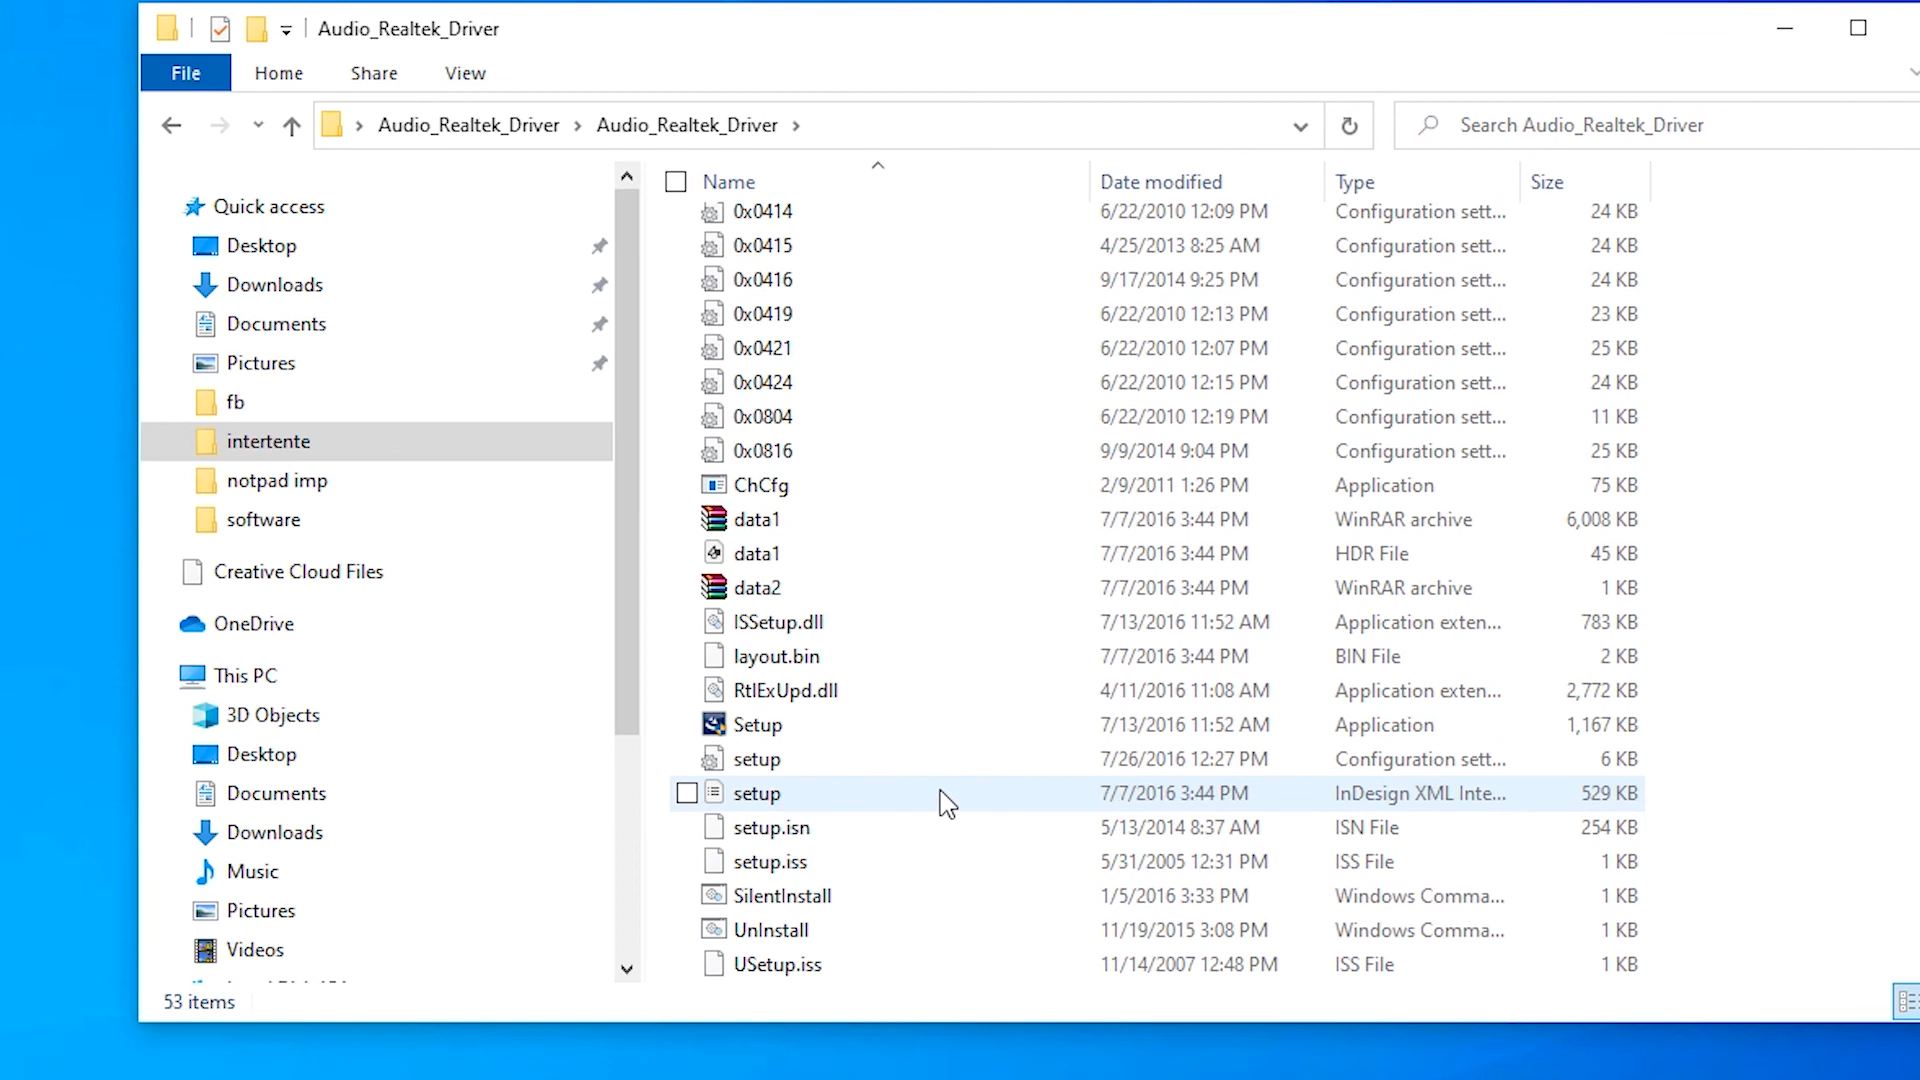 Audio_Realtek_Driver
File Home Share View
Audio_Realtek_Driver Audio_Realtek_Driver
Search Audio_Realtek_Driver
Name Date modified Type Size
Quick access
Desktop
Downloads
Documents
Pictures
fb
intertente
notpad imp
software
Creative Cloud Files
OneDrive
This PC
3D Objects
Desktop
Documents
Downloads
Music
Pictures
Videos
0x0414 6/22/2010 12:09 PM Configuration sett... 24 KB
0x0415 4/25/2013 8:25 AM Configuration sett... 24 KB
0x0416 9/17/2014 9:25 PM Configuration sett... 24 KB
0x0419 6/22/2010 12:13 PM Configuration sett... 23 KB
0x0421 6/22/2010 12:07 PM Configuration sett... 25 KB
0x0424 6/22/2010 12:15 PM Configuration sett... 24 KB
0x0804 6/22/2010 12:19 PM Configuration sett... 11 KB
0x0816 9/9/2014 9:04 PM Configuration sett... 25 KB
ChCfg 2/9/2011 1:26 PM Application 75 KB
data1 7/7/2016 3:44 PM WinRAR archive 6,008 KB
data1 7/7/2016 3:44 PM HDR File 45 KB
data2 7/7/2016 3:44 PM WinRAR archive 1 KB
ISSetup.dll 7/13/2016 11:52 AM Application exten... 783 KB
layout.bin 7/7/2016 3:44 PM BIN File 2 KB
RtlExUpd.dll 4/11/2016 11:08 AM Application exten... 2,772 KB
Setup 7/13/2016 11:52 AM Application 1,167 KB
setup 7/26/2016 12:27 PM Configuration sett... 6 KB
setup 7/7/2016 3:44 PM InDesign XML Inte... 529 KB
setup.isn 5/13/2014 8:37 AM ISN File 254 KB
setup.iss 5/31/2005 12:31 PM ISS File 1 KB
SilentInstall 1/5/2016 3:33 PM Windows Comma... 1 KB
UnInstall 11/19/2015 3:08 PM Windows Comma... 1 KB
USetup.iss 11/14/2007 12:48 PM ISS File 1 KB
53 items